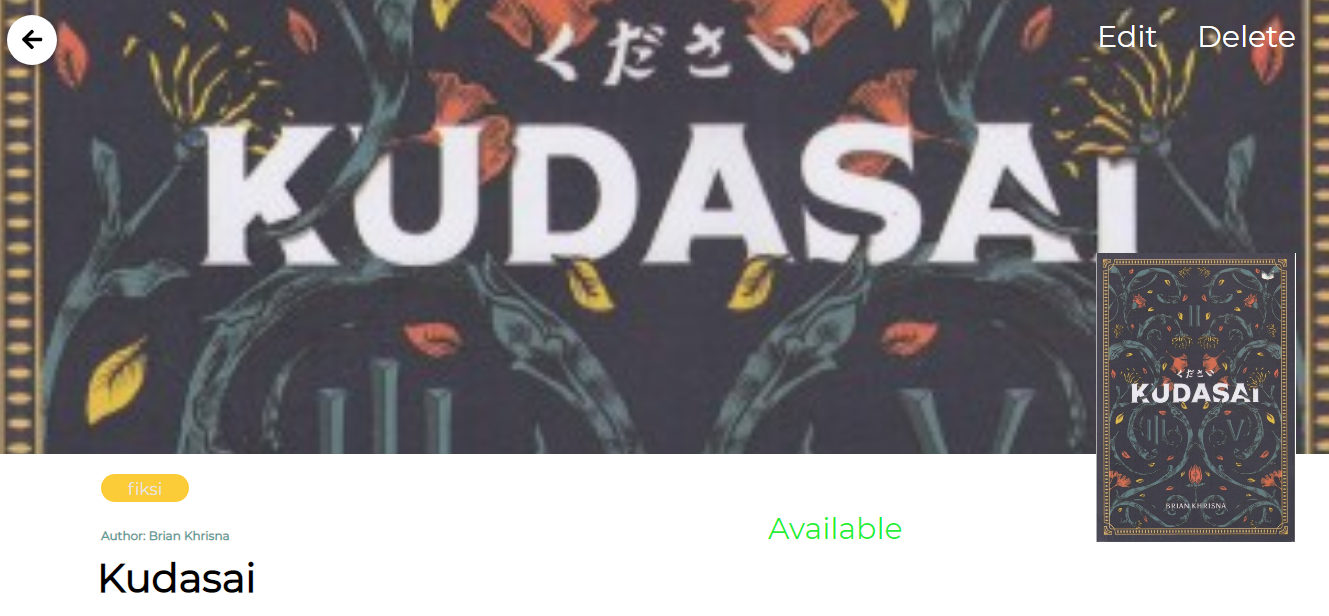 Edit Delete
ください
KUDASAI
ください
KUDASAI
BRIAN KHRISNA
fiksi
Author: Brian Khrisna
Available
Kudasai